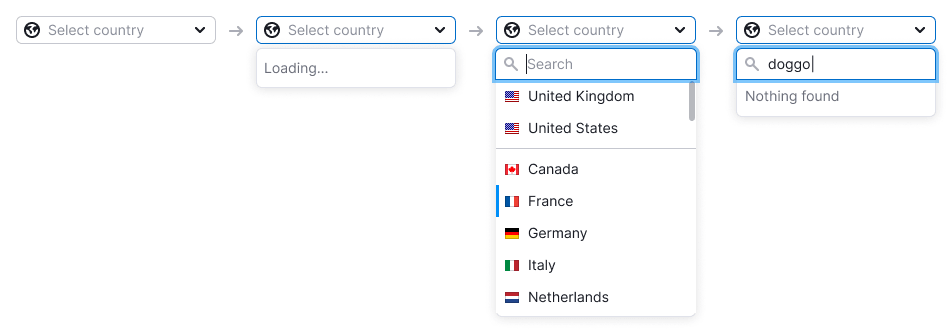 Select country
Loading...
Select country
Search
United Kingdom
United States
Canada
France
Germany
Italy
Netherlands
Select country
Select country
doggo
Nothing found